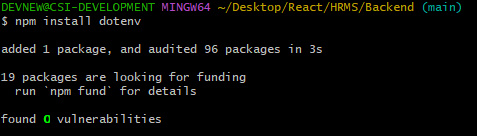 DEVNEW@CSI-DEVELOPMENT MINGW64 ~/Desktop/React/HRMS/Backend (main)
$ npm install dotenv
added 1 package, and audited 96 packages in 3s
19 packages are looking for funding
run `npm fund` for details
found 0 vulnerabilities